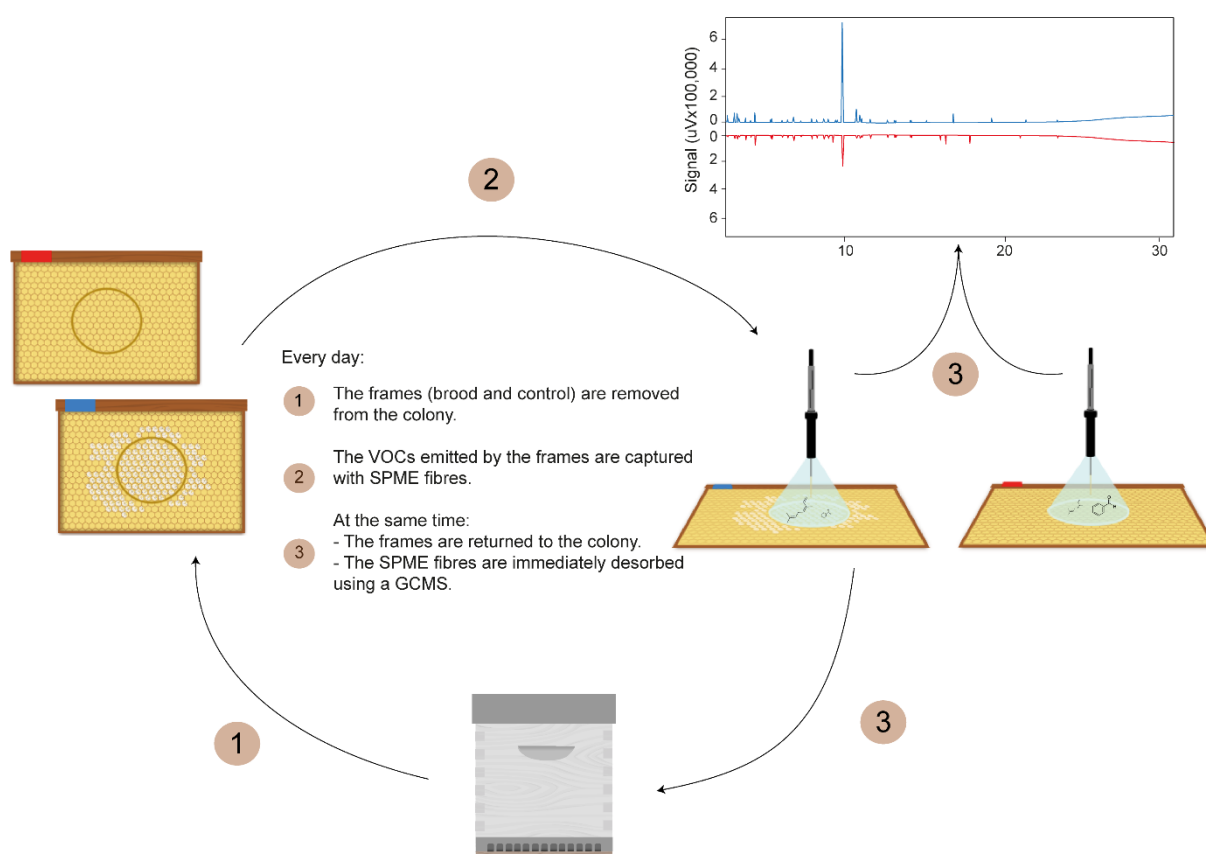 6
4
2
0
0
2
4
6
Signal (uVx100,000)
10
20
30
2
Every day:
1
The frames (brood and control) are removed
from the colony.
2
The VOCs emitted by the frames are captured
with SPME fibres.
At the same time:
3
- The frames are returned to the colony.
- The SPME fibres are immediately desorbed
using a GCMS.
3
1
3